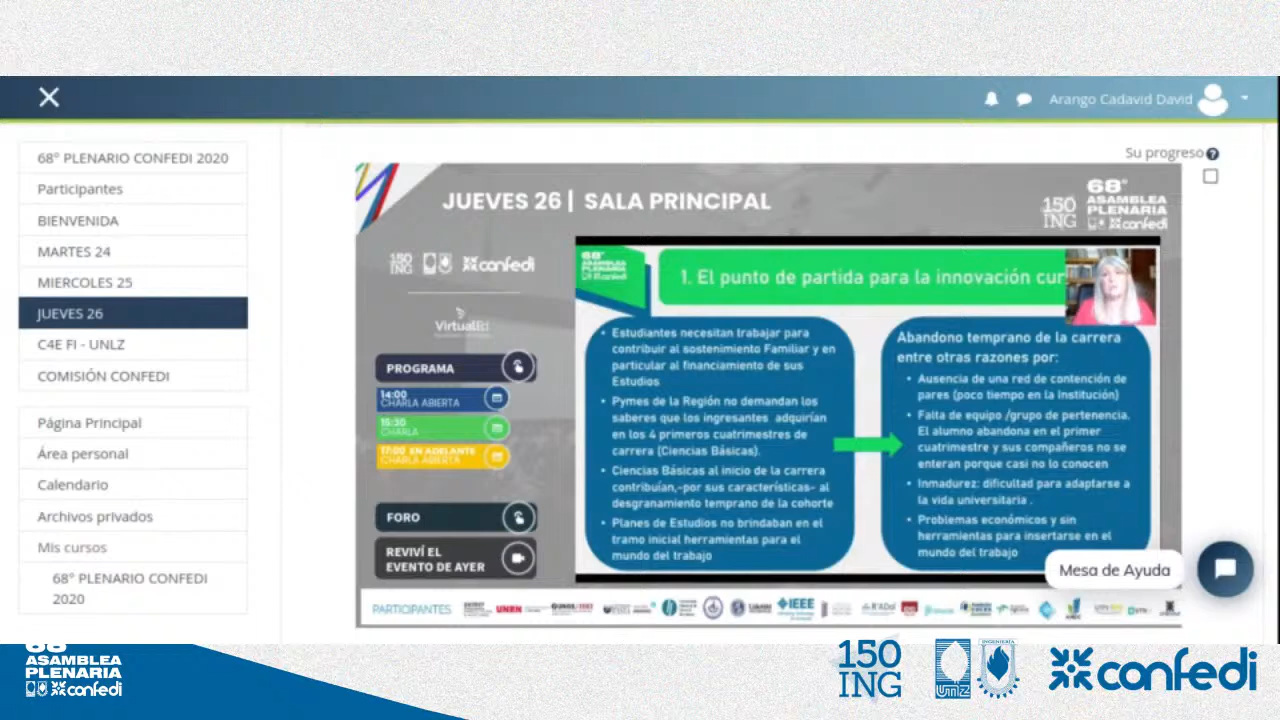 Arango Cadavid David
68° PLENARIO CONFEDI 2020
Participantes
BIENVENIDA
MARTES 24
MIERCOLES 25
JUEVES 26
C4E FI - UNLZ
COMISIÓN CONFEDI
Página Principal
Área personal
Calendario
Archivos privados
Mis cursos
68° PLENARIO CONFEDI
2020
Su progreso
JUEVES 26 | SALA PRINCIPAL
150
ING
68°
ASAMBLEA
PLENARIA
confedi
150
ING
confedi
VirtualEd
PROGRAMA
14:00
CHARLA ABIERTA
15:30
CHARLA
17:00 EN ADELANTE
CHARLA ABIERTA
FORO
REVIVÍ EL
EVENTO DE AYER
68°
ASAMBLEA
PLENARIA
confedi
1. El punto de partida para la innovación cur
Estudiantes necesitan trabajar para
contribuir al sostenimiento Familiar y en
particular al financiamiento de sus
Estudios
Pymes de la Región no demandan los
saberes que los ingresantes adquirían
en los 4 primeros cuatrimestres de
carrera (Ciencias Básicas).
Ciencias Básicas al inicio de la carrera
contribuían,-por sus características- al
desgranamiento temprano de la cohorte
Planes de Estudios no brindaban en el
tramo inicial herramientas para el
mundo del trabajo
Abandono temprano de la carrera
entre otras razones por:
Ausencia de una red de contención de
pares (poco tiempo en la Institución)
Falta de equipo /grupo de pertenencia.
El alumno abandona en el primer
cuatrimestre y sus compañeros no se
enteran porque casi no lo conocen
Inmadurez: dificultad para adaptarse a
la vida universitaria .
Problemas económicos y sin
herramientas para insertarse en el
mundo del trabajo
Mesa de Ayuda
PARTICIPANTES
UNRN
IEEE
68°
ASAMBLEA
PLENARIA
confedi
150
ING
unlz
INGENIERÍA
confedi